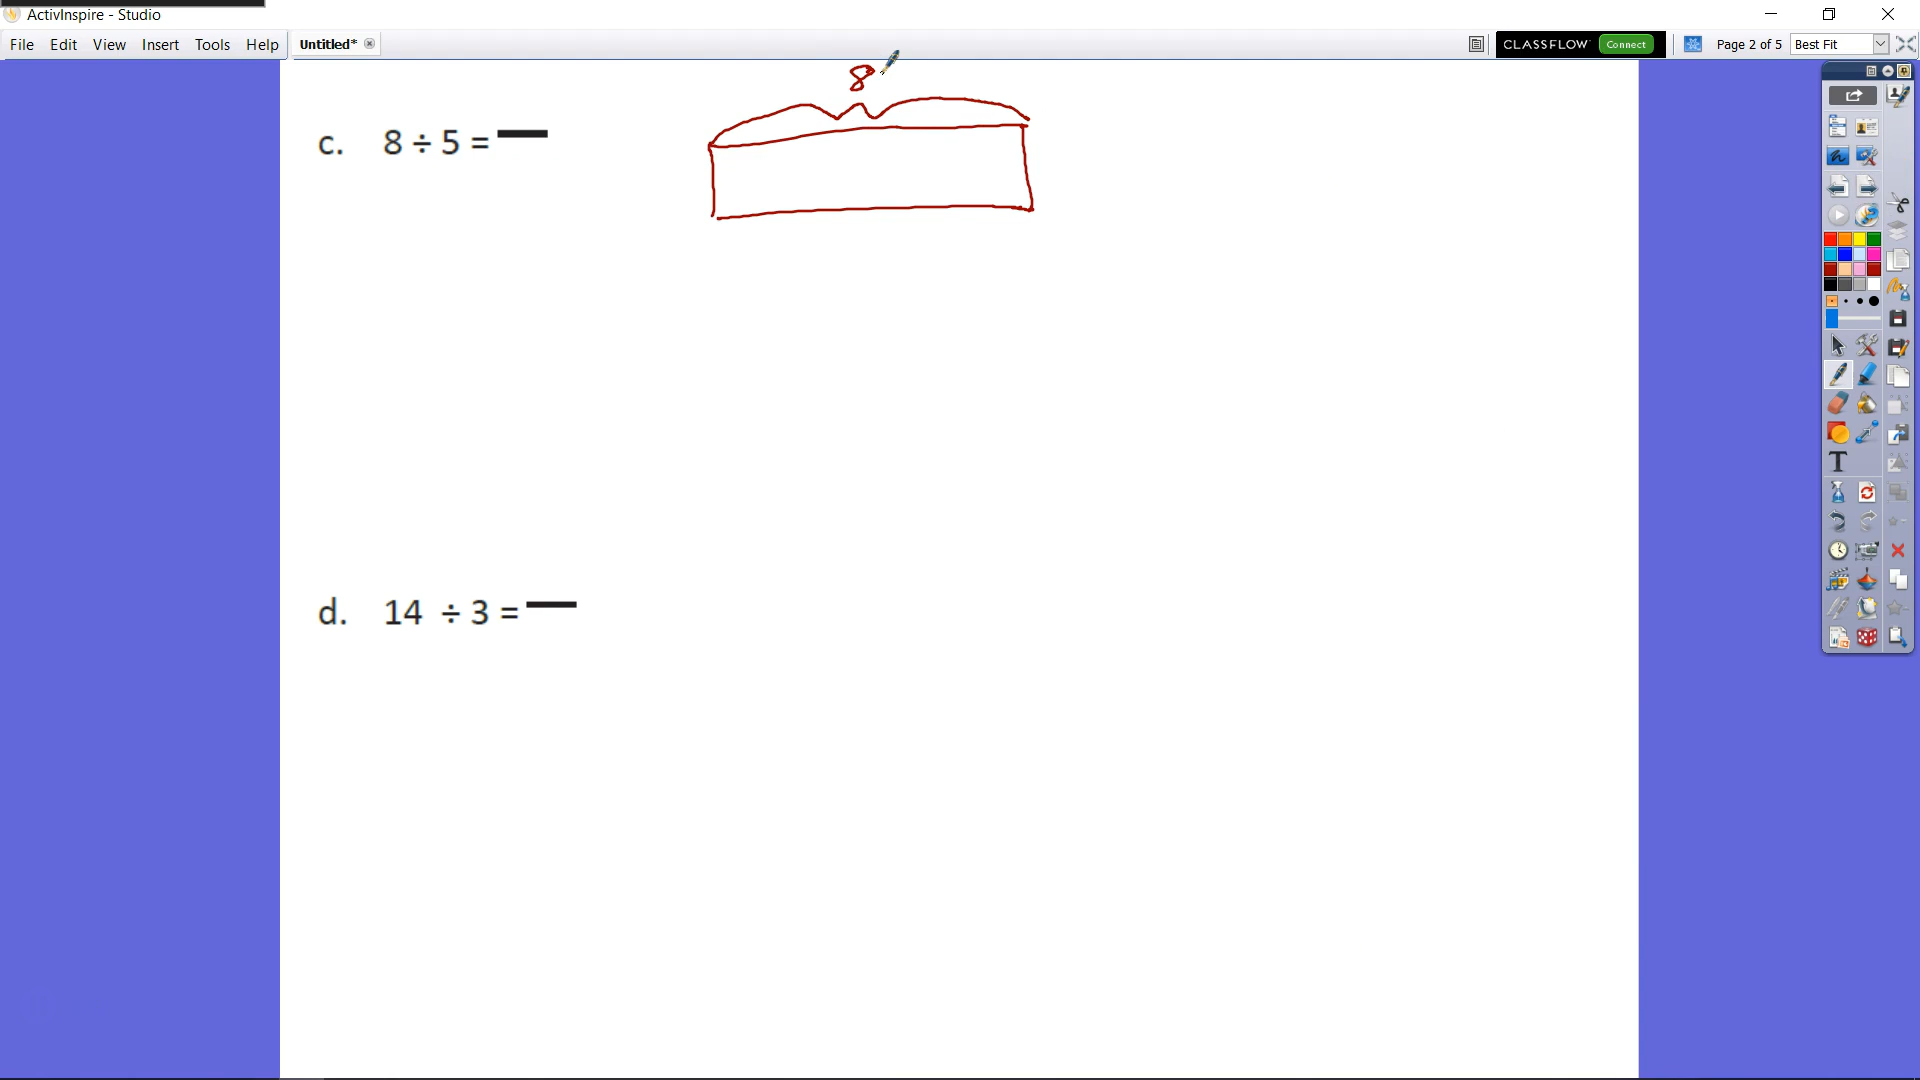 ActivInspire - Studio
File Edit View Insert Tools Help Untitled* CLASSFLOW Connect Page 2 of 5 Best Fit
8
c. 8 ÷ 5 =
T
d. 14 ÷ 3 =